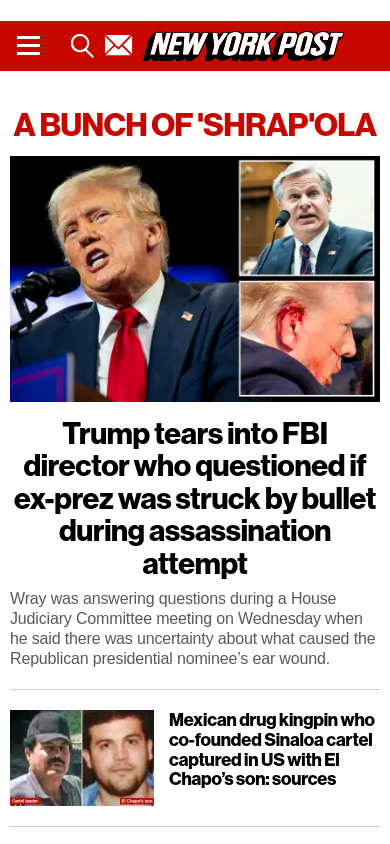 NEW YORK POST
A BUNCH OF 'SHRAP'OLA
Trump tears into FBI
director who questioned if
ex-prez was struck by bullet
during assassination
attempt
Wray was answering questions during a House
Judiciary Committee meeting on Wednesday when
he said there was uncertainty about what caused the
Republican presidential nominee’s ear wound.
Mexican drug kingpin who
co-founded Sinaloa cartel
captured in US with El
Chapo’s son: sources
Cartel leader
El Chapo's son